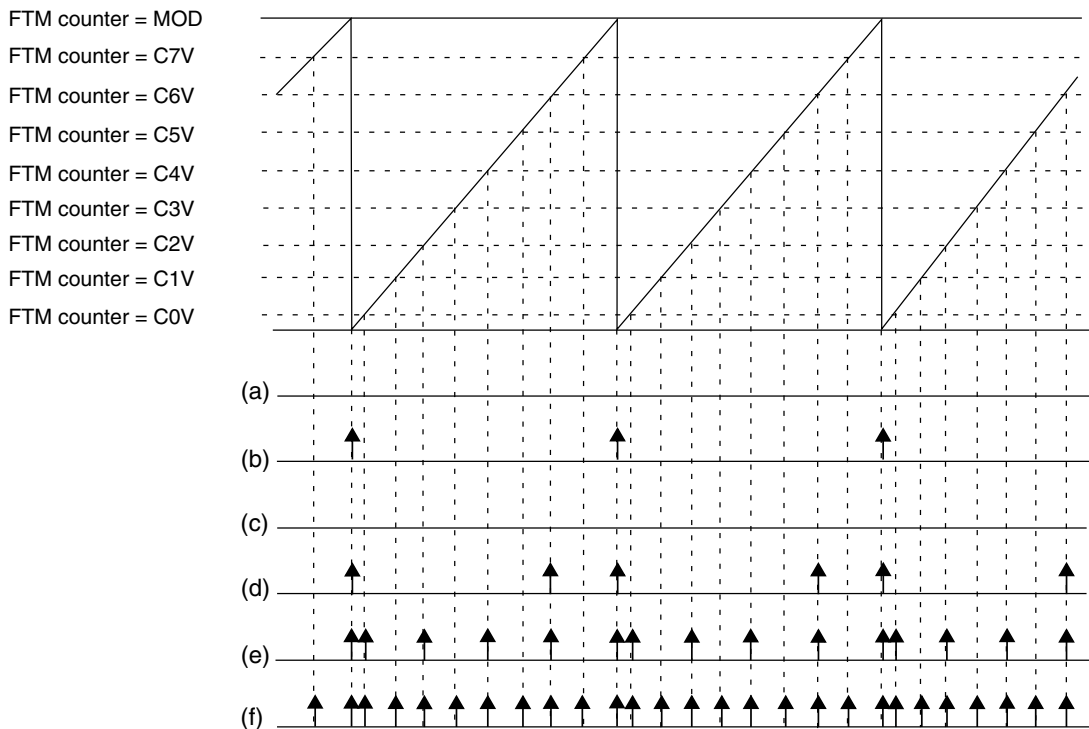 FTM counter = MOD
FTM counter = C7V
FTM counter = C6V
FTM counter = C5V
FTM counter = C4V
FTM counter = C3V
FTM counter = C2V
FTM counter = C1V
FTM counter = C0V
(a)
(b)
(c)
(d)
(e)
(f)